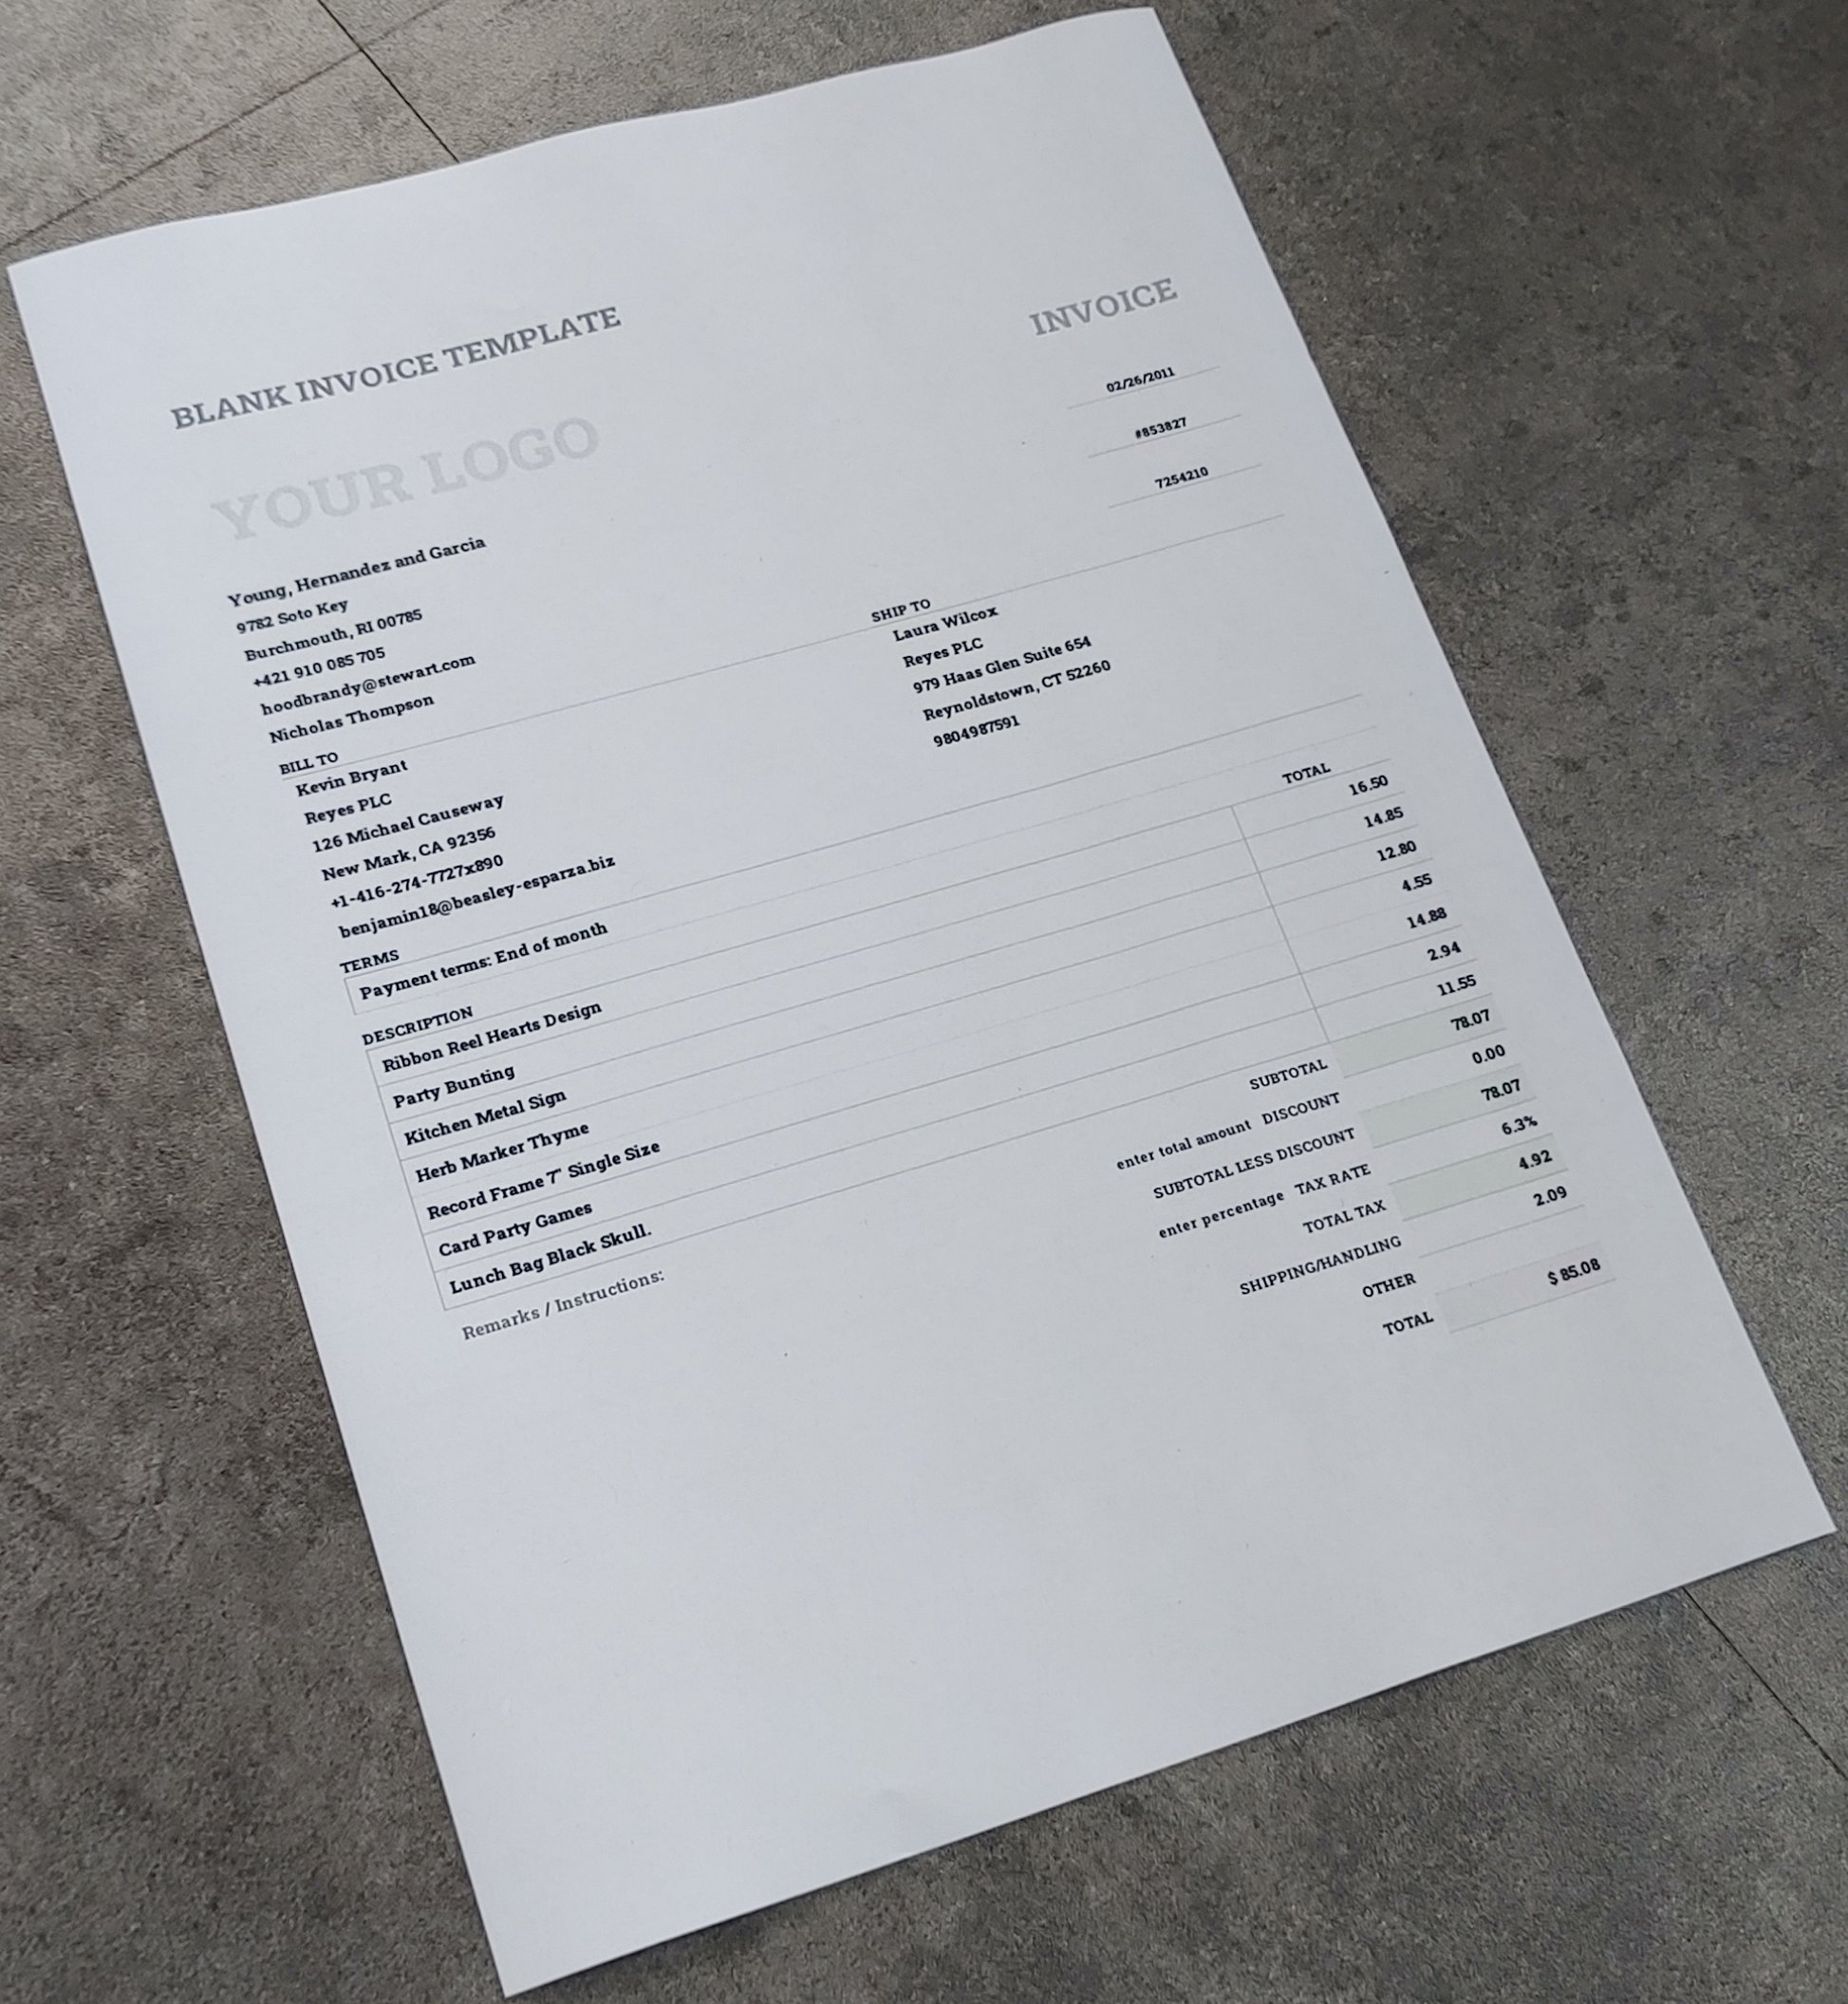 BLANK INVOICE TEMPLATE
INVOICE
YOUR LOGO
02/26/2011
#853827
7254210
Young, Hernandez and Garcia
9782 Soto Key
Burchmouth, RI 00785
+421 910 085 705
hoodbrandy@stewart.com
Nicholas Thompson
BILL TO
Kevin Bryant
Reyes PLC
126 Michael Causeway
New Mark, CA 92356
+1-416-274-7727x890
benjamin18@beasley-esparza.biz
SHIP TO
Laura Wilcox
Reyes PLC
979 Haas Glen Suite 654
Reynoldstown, CT 52260
9804987591
TERMS
Payment terms: End of month
DESCRIPTION TOTAL
Ribbon Reel Hearts Design 16.50
Party Bunting 14.85
Kitchen Metal Sign 12.80
Herb Marker Thyme 4.55
Record Frame 7" Single Size 14.88
Card Party Games 2.94
Lunch Bag Black Skull. 11.55
Remarks / Instructions:
SUBTOTAL 78.07
enter total amount DISCOUNT 0.00
SUBTOTAL LESS DISCOUNT 78.07
enter percentage TAX RATE 6.3%
TOTAL TAX 4.92
SHIPPING/HANDLING 2.09
OTHER
TOTAL $ 85.08